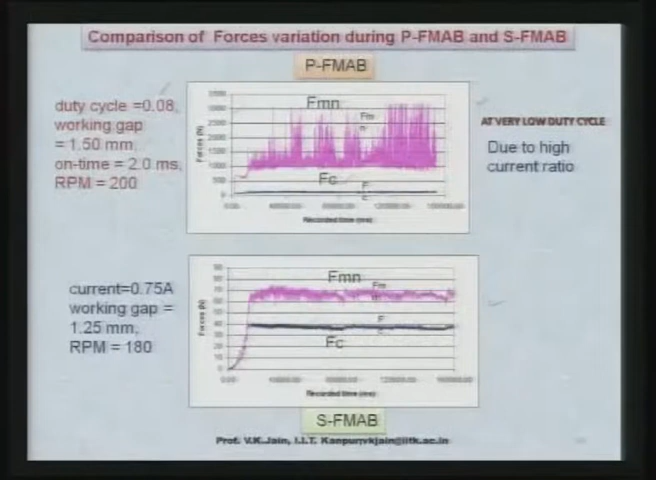 Comparison of Forces variation during P-FMAB and S-FMAB
P-FMAB
duty cycle =0.08,
working gap
= 1.50 mm,
on-time = 2.0 ms,
RPM = 200
Forces (N)
Fmn
Fc
Recorded time (ms)
AT VERY LOW DUTY CYCLE
Due to high
current ratio
current=0.75A
working gap =
1.25 mm,
RPM = 180
Forces (N)
Fmn
Fc
Recorded time (ms)
S-FMAB
Prof. V.K.Jain, I.I.T. Kanpur